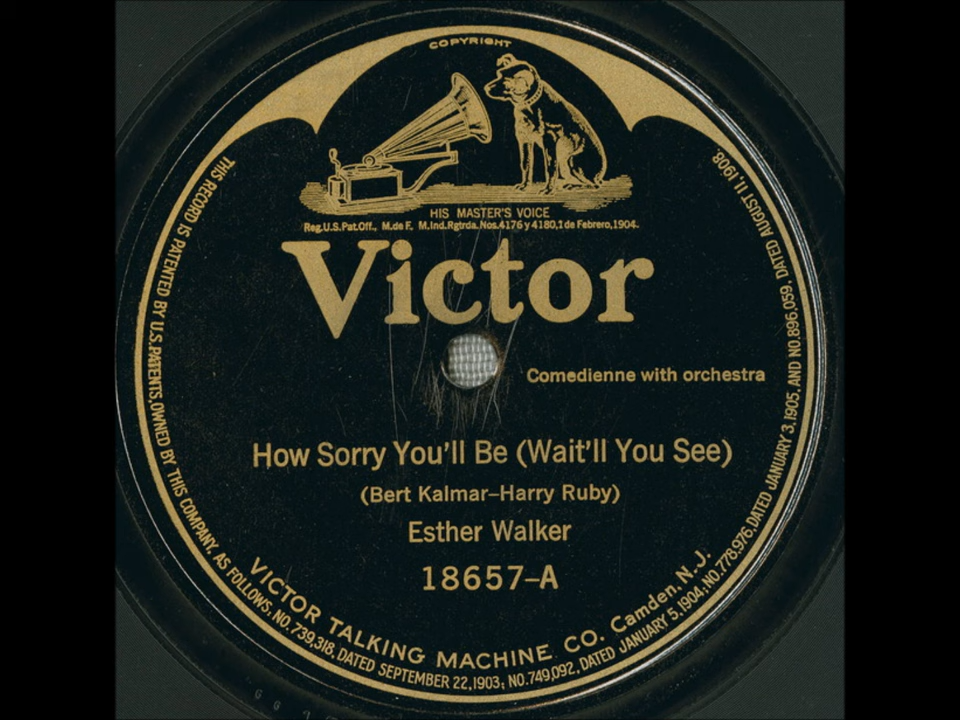 COPYRIGHT
HIS MASTER'S VOICE
Reg.U.S.Pat.Off., M.de F. M.Ind.Rgtrda.Nos.4176 y 4180,1 de Febrero,1904.
Victor
Comedienne with orchestra
How Sorry You'll Be (Wait'll You See)
(Bert Kalmar–Harry Ruby)
Esther Walker
18657–A
VICTOR TALKING MACHINE CO. Camden, N.J.
THIS RECORD IS PATENTED BY U.S. PATENTS, OWNED BY THIS COMPANY, AS FOLLOWS; NO. 739,318, DATED SEPTEMBER 22, 1903; NO. 749,092, DATED JANUARY 5, 1904; NO. 778,976, DATED JANUARY 3, 1905, AND NO. 896,059, DATED AUGUST 11, 1908.